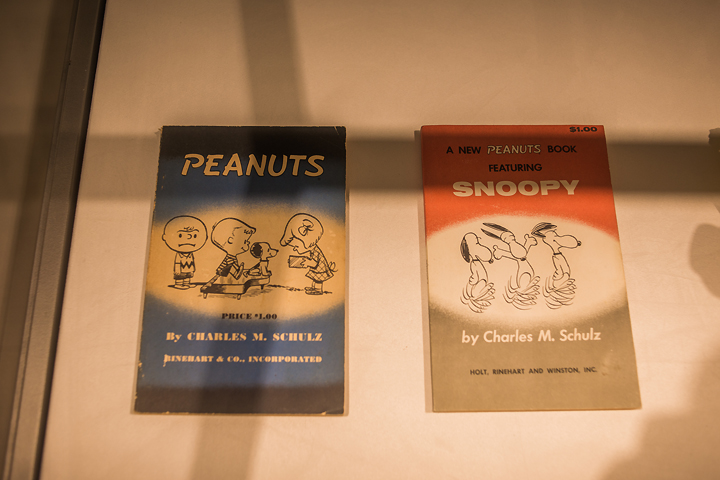 PEANUTS
PRICE $1.00
By CHARLES M. SCHULZ
RINEHART & CO., INCORPORATED
$1.00
A NEW PEANUTS BOOK
FEATURING
SNOOPY
by Charles M. Schulz
HOLT, RINEHART AND WINSTON, INC.